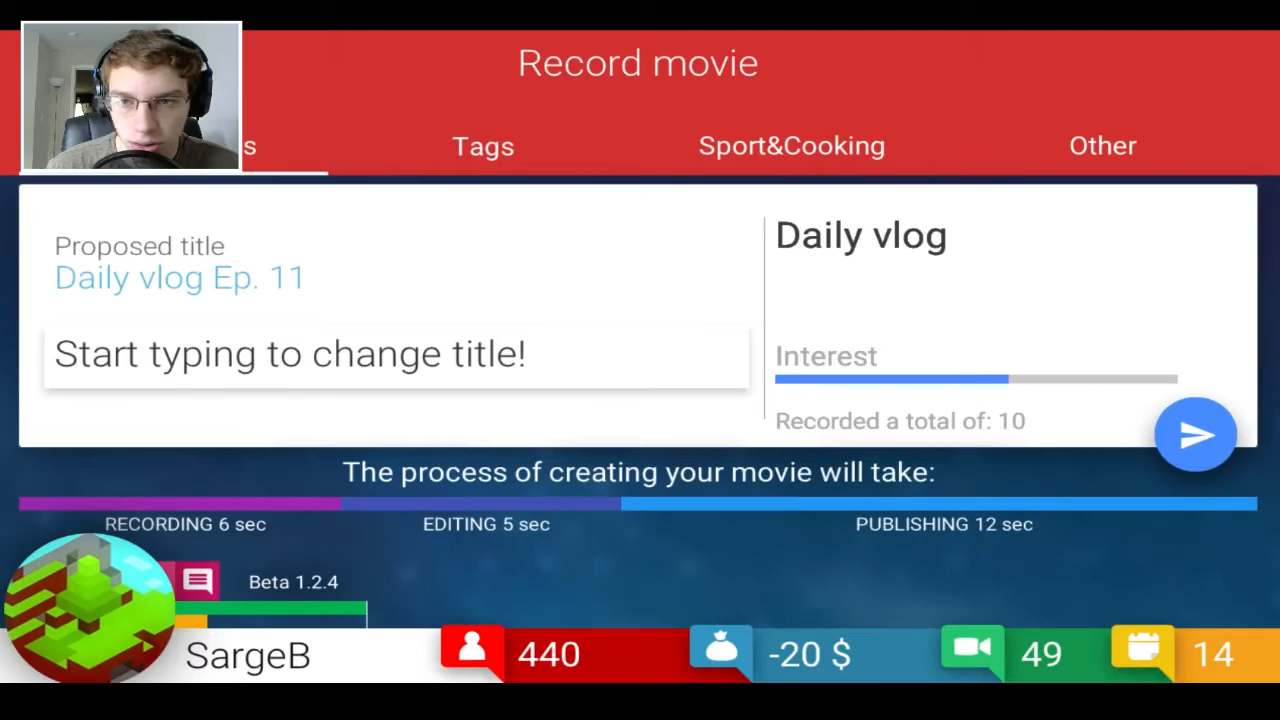 Record movie
s
Tags
Sport&Cooking
Other
Proposed title
Daily vlog Ep. 11
Start typing to change title!
Daily vlog
Interest
Recorded a total of: 10
The process of creating your movie will take:
RECORDING 6 sec
EDITING 5 sec
PUBLISHING 12 sec
Beta 1.2.4
SargeB
440
-20 $
49
14